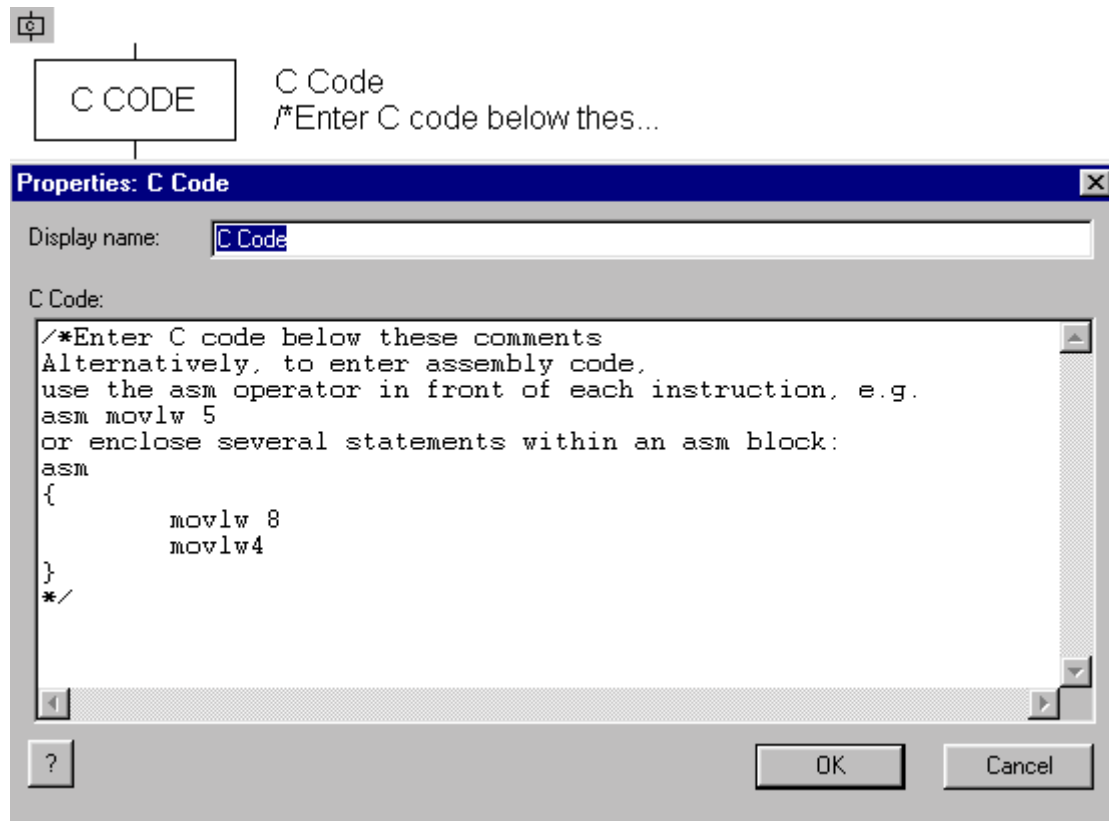 C
C CODE
C Code
/*Enter C code below thes...
Properties: C Code
Display name:
C Code
C Code:
/*Enter C code below these comments
Alternatively, to enter assembly code,
use the asm operator in front of each instruction, e.g.
asm movlw 5
or enclose several statements within an asm block:
asm
{
movlw 8
movlw4
}
*/
?
OK
Cancel